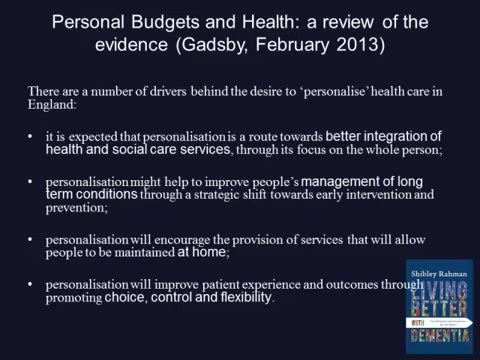 Personal Budgets and Health: a review of the
evidence (Gadsby, February 2013)
There are a number of drivers behind the desire to ‘personalise’ health care in
England:
• it is expected that personalisation is a route towards better integration of
health and social care services, through its focus on the whole person;
• personalisation might help to improve people’s management of long
term conditions through a strategic shift towards early intervention and
prevention;
• personalisation will encourage the provision of services that will allow
people to be maintained at home;
• personalisation will improve patient experience and outcomes through
promoting choice, control and flexibility.
Shibley Rahman
LIVING
BETTER
WITH
DEMENTIA